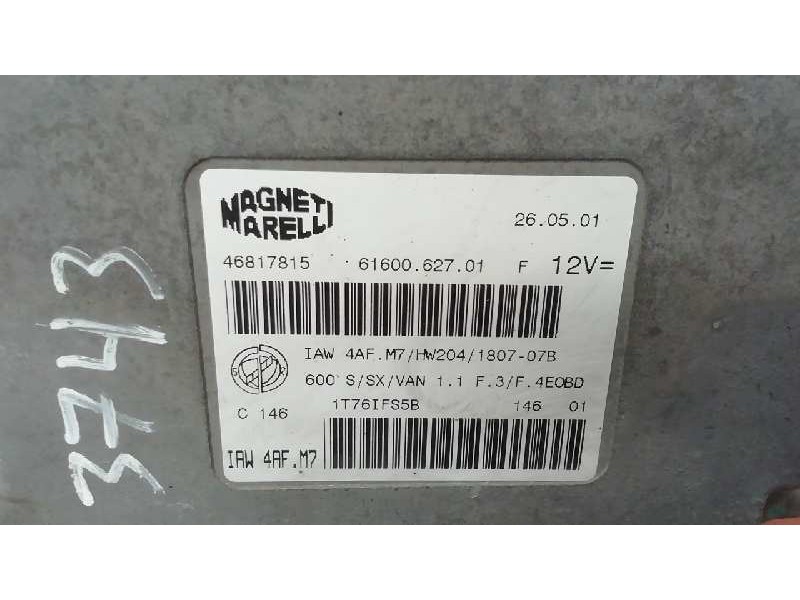 MAGNETI
MARELLI
26.05.01
46817815 61600.627.01 F 12V=
IAW 4AF.M7/HW204/1807-07B
600 S/SX/VAN 1.1 F.3/F.4EOBD
C 146 1T76IFS5B 146 01
IAW 4AF.M7
3743